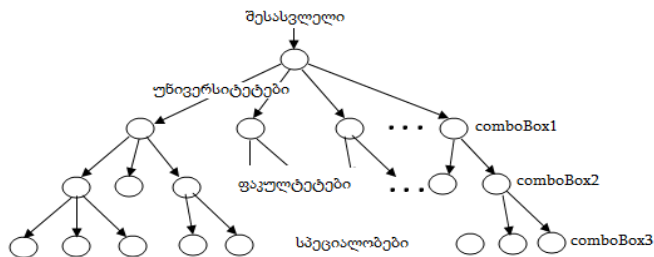 შესასვლელი
უნივერსიტეტები
. . . comboBox1
ფაკულტეტები
... comboBox2
სპეციალობები
comboBox3